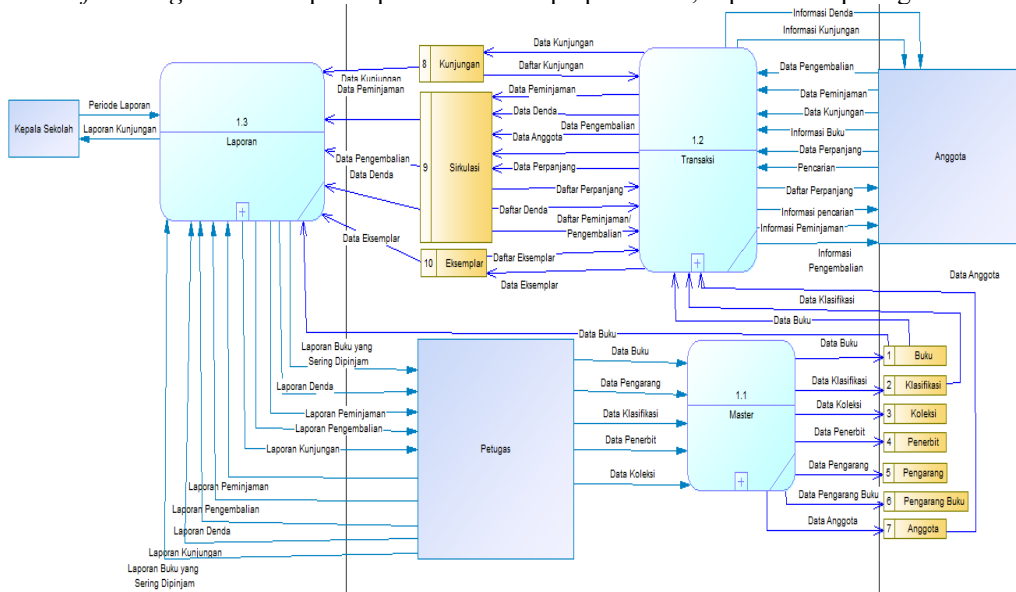 Informasi Denda
Informasi Kunjungan
Data Kunjungan
8 Kunjungan
Daftar Kunjungan
Data Kunjungan
Data Peminjaman
Data Peminjaman
Data Denda
Data Pengembalian
Data Anggota
9 Sirkulasi
Data Pengembalian
Data Denda
Data Perpanjang
Daftar Perpanjang
Daftar Denda
Daftar Peminjaman/
Pengembalian
Data Eksemplar
10 Eksemplar
Daftar Eksemplar
Data Eksemplar
Kepala Sekolah
Periode Laporan
Laporan Kunjungan
1.3
Laporan
1.2
Transaksi
Data Pengembalian
Data Peminjaman
Data Kunjungan
Informasi Buku
Data Perpanjang
Pencarian
Daftar Perpanjang
Informasi pencarian
Informasi Peminjaman
Informasi
Pengembalian
Anggota
Data Anggota
Data Klasifikasi
Data Buku
Data Buku
Laporan Buku yang
Sering Dipinjam
Laporan Denda
Laporan Peminjaman
Laporan Pengembalian
Laporan Kunjungan
Laporan Peminjaman
Laporan Pengembalian
Laporan Denda
Laporan Kunjungan
Laporan Buku yang
Sering Dipinjam
Petugas
Data Buku
Data Pengarang
Data Klasifikasi
Data Penerbit
Data Koleksi
1.1
Master
Data Buku
1 Buku
Data Klasifikasi
2 Klasifikasi
Data Koleksi
3 Koleksi
Data Penerbit
4 Penerbit
Data Pengarang
5 Pengarang
Data Pengarang Buku
6 Pengarang Buku
Data Anggota
7 Anggota